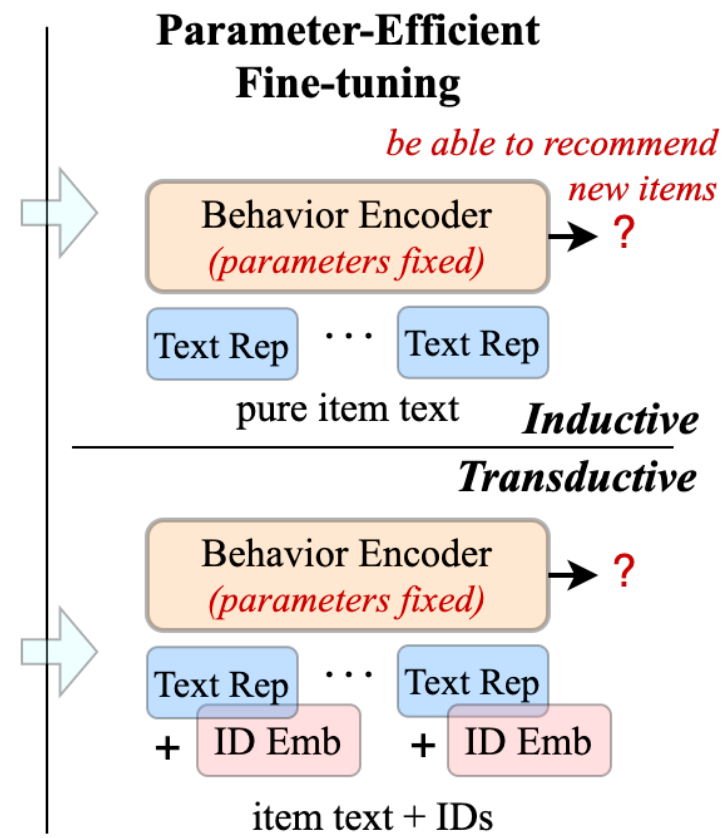 Parameter-Efficient
Fine-tuning
be able to recommend
new items
Behavior Encoder
(parameters fixed)
?
Text Rep ... Text Rep
pure item text
Inductive
Transductive
Behavior Encoder
(parameters fixed)
?
Text Rep ... Text Rep
+ ID Emb + ID Emb
item text + IDs